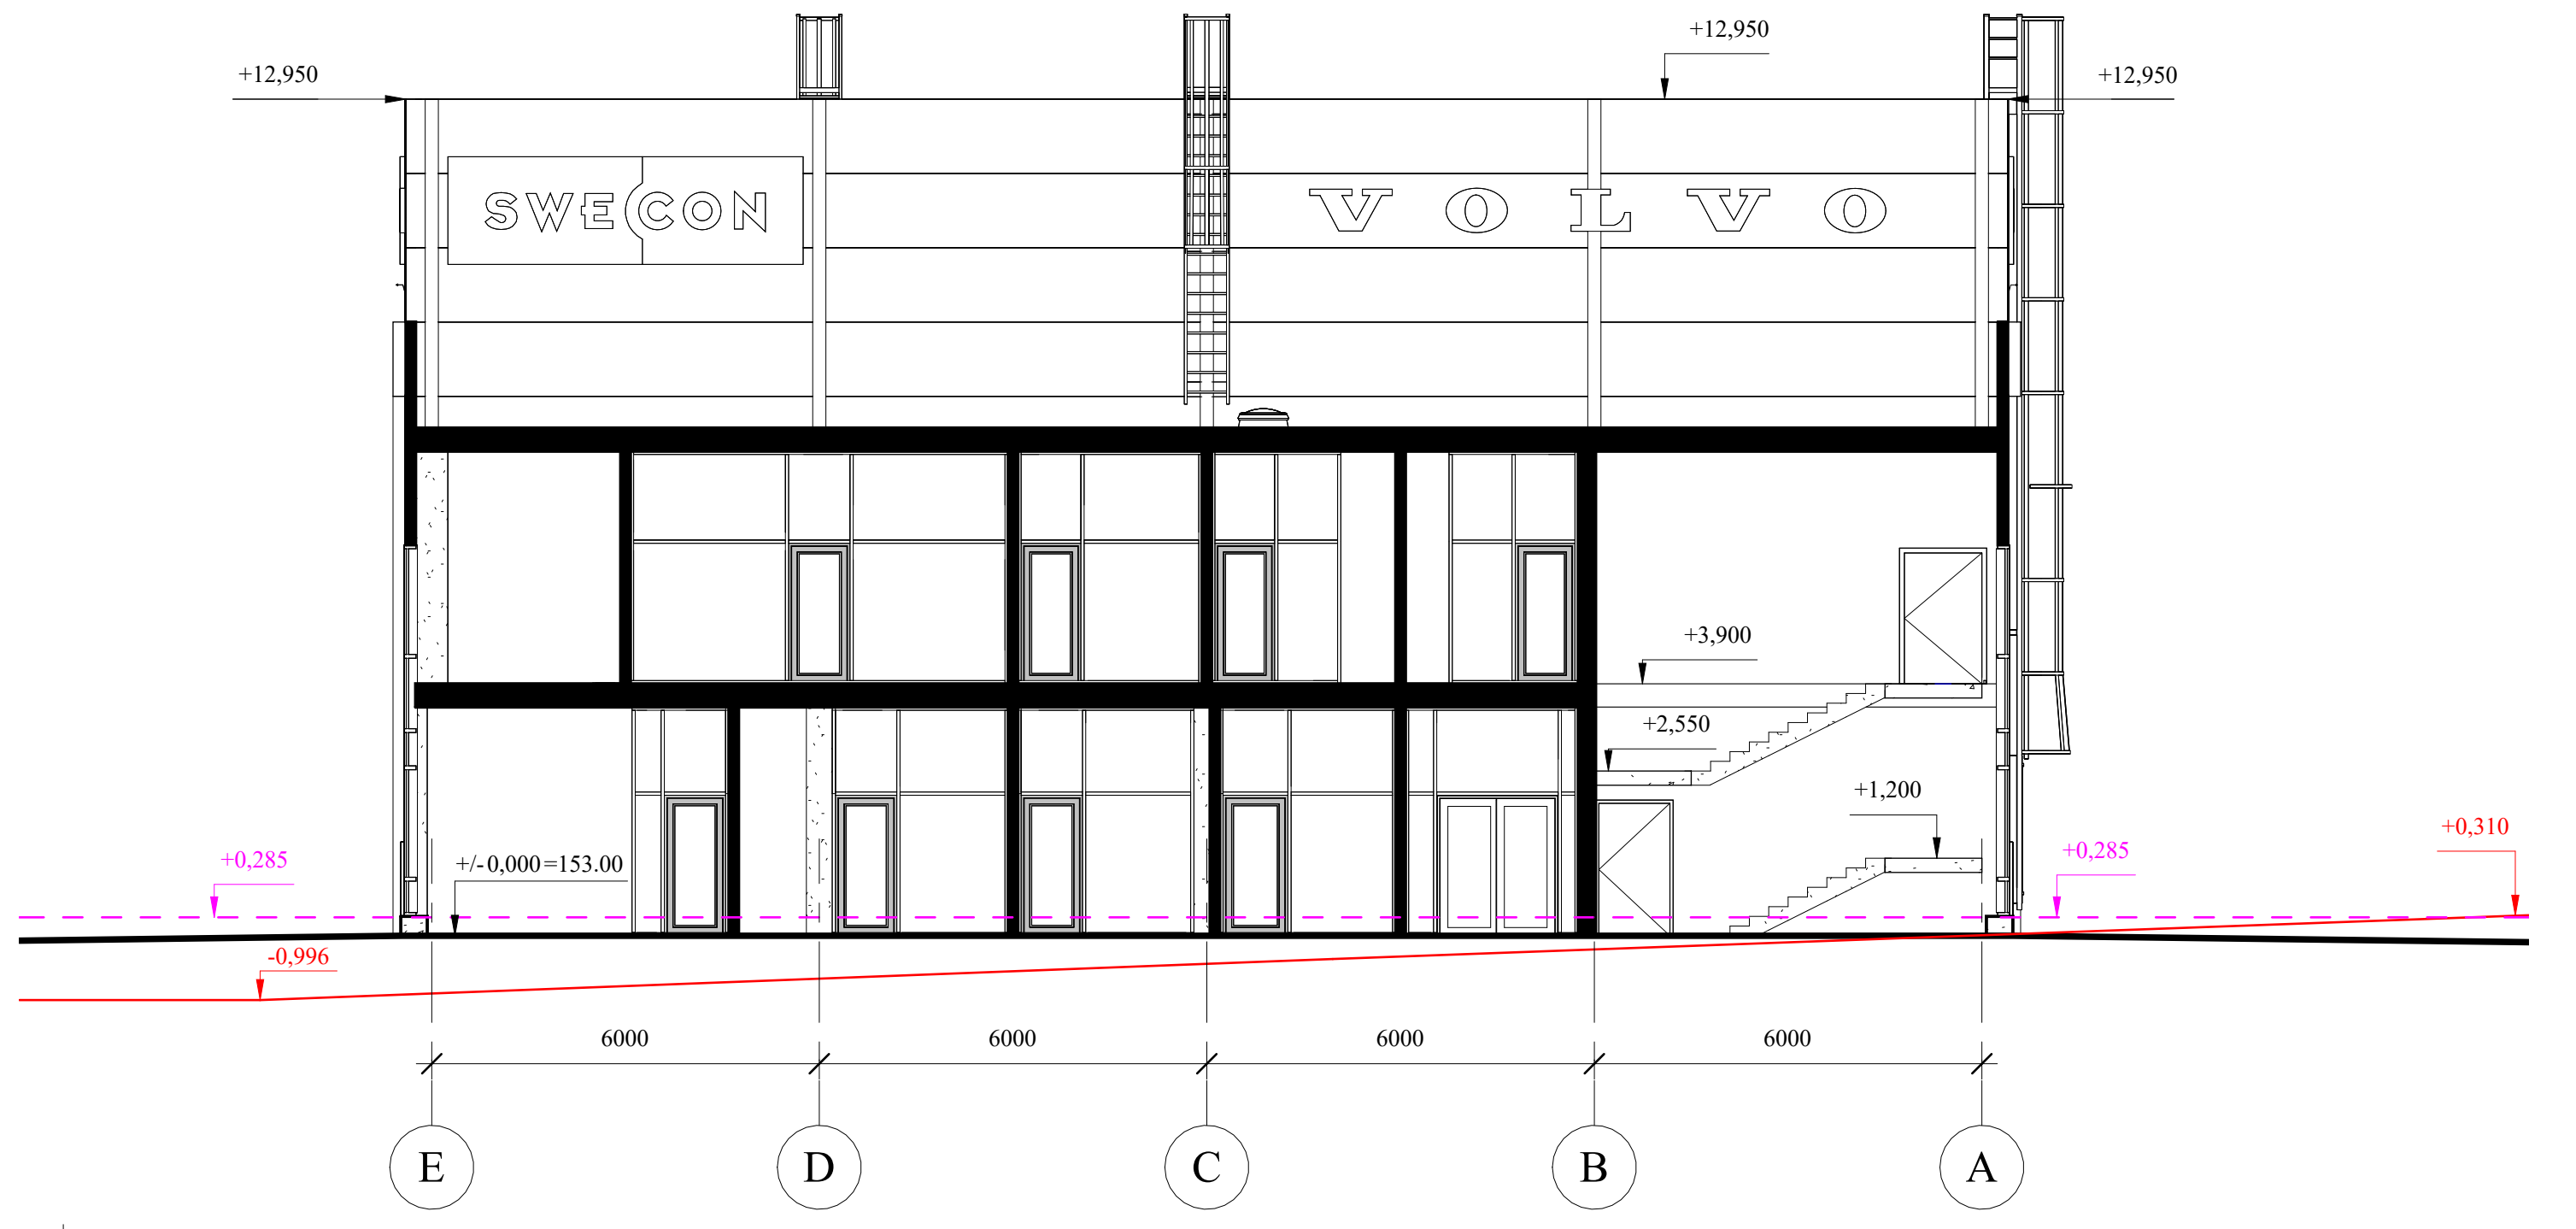 +12,950
+12,950
+12,950
SWECON
VOLVO
+3,900
+2,550
+1,200
+0,310
+0,285
+/-0,000=153.00
+0,285
-0,996
6000 6000 6000 6000
E D C B A